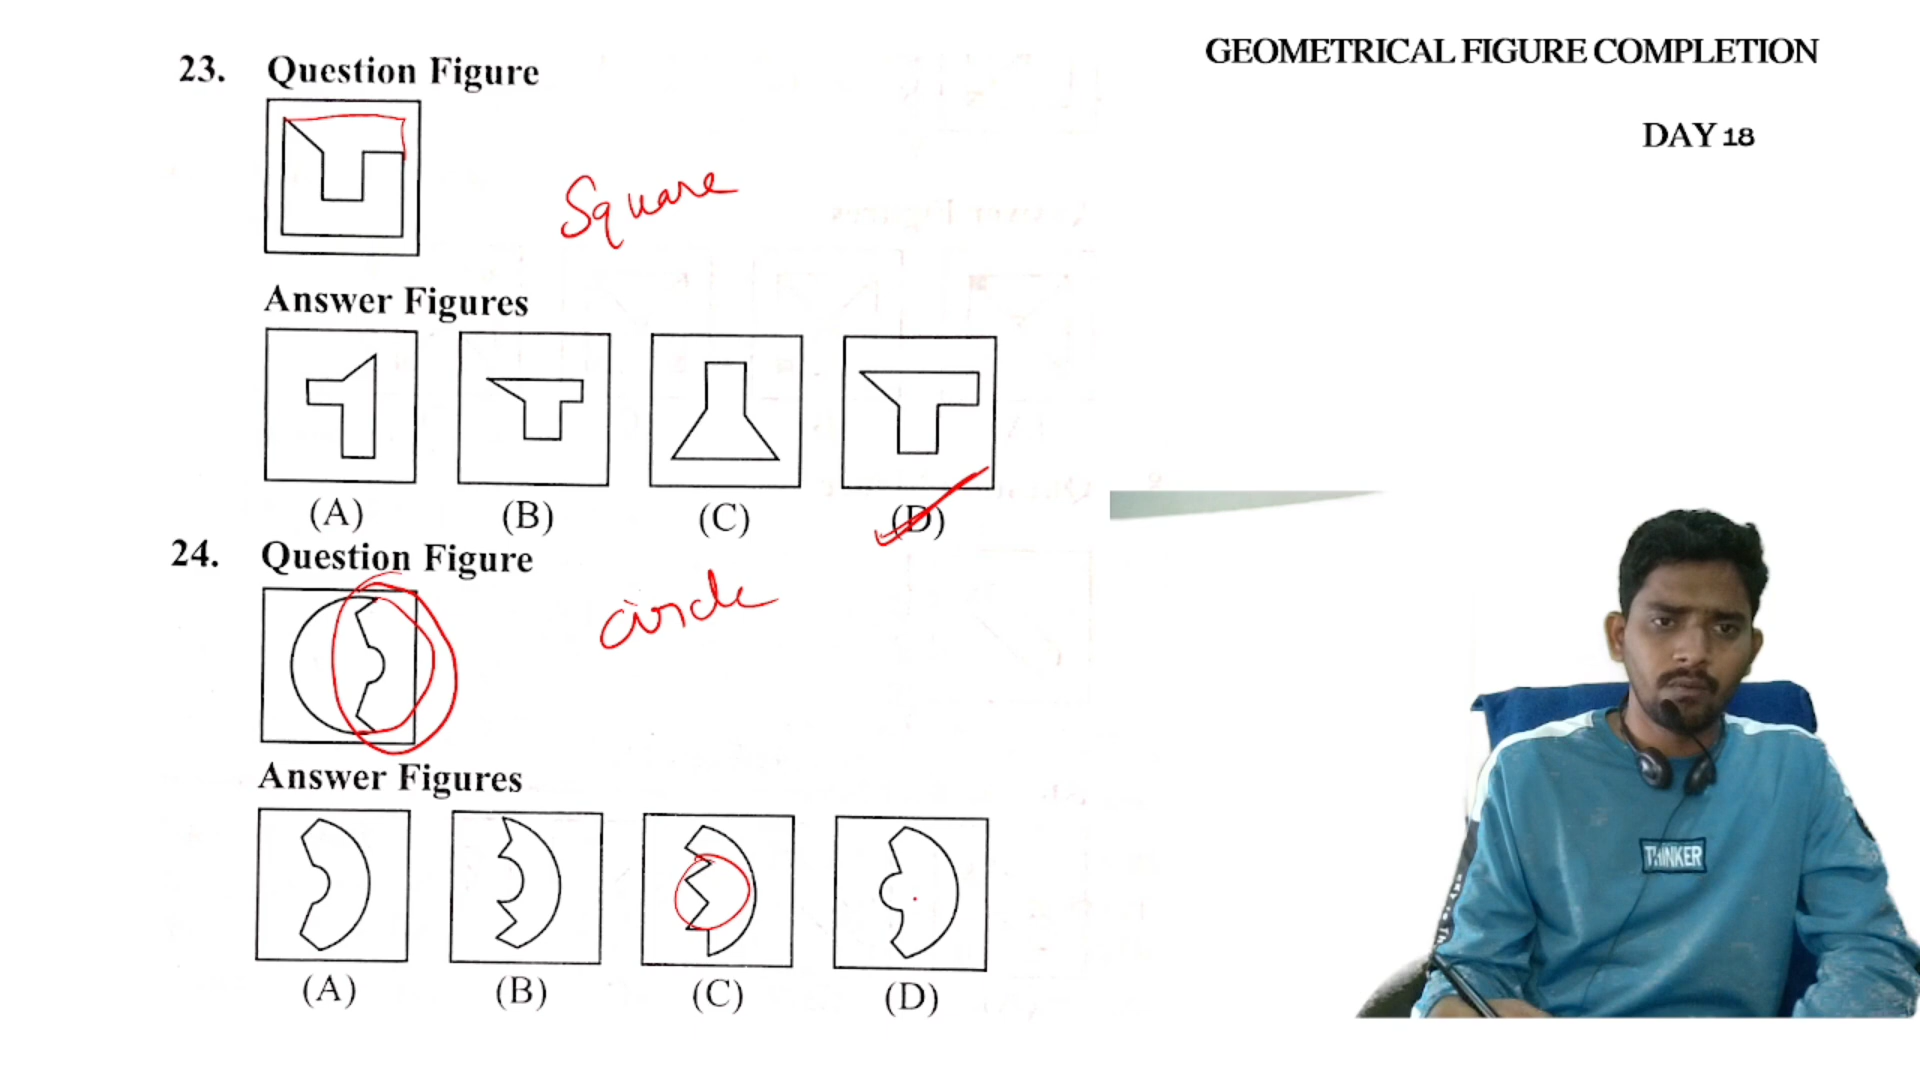 GEOMETRICAL FIGURE COMPLETION
DAY 18
23. Question Figure
Square
Answer Figures
(A) (B) (C) (D)
24. Question Figure
circle
Answer Figures
(A) (B) (C) (D)
THINKER